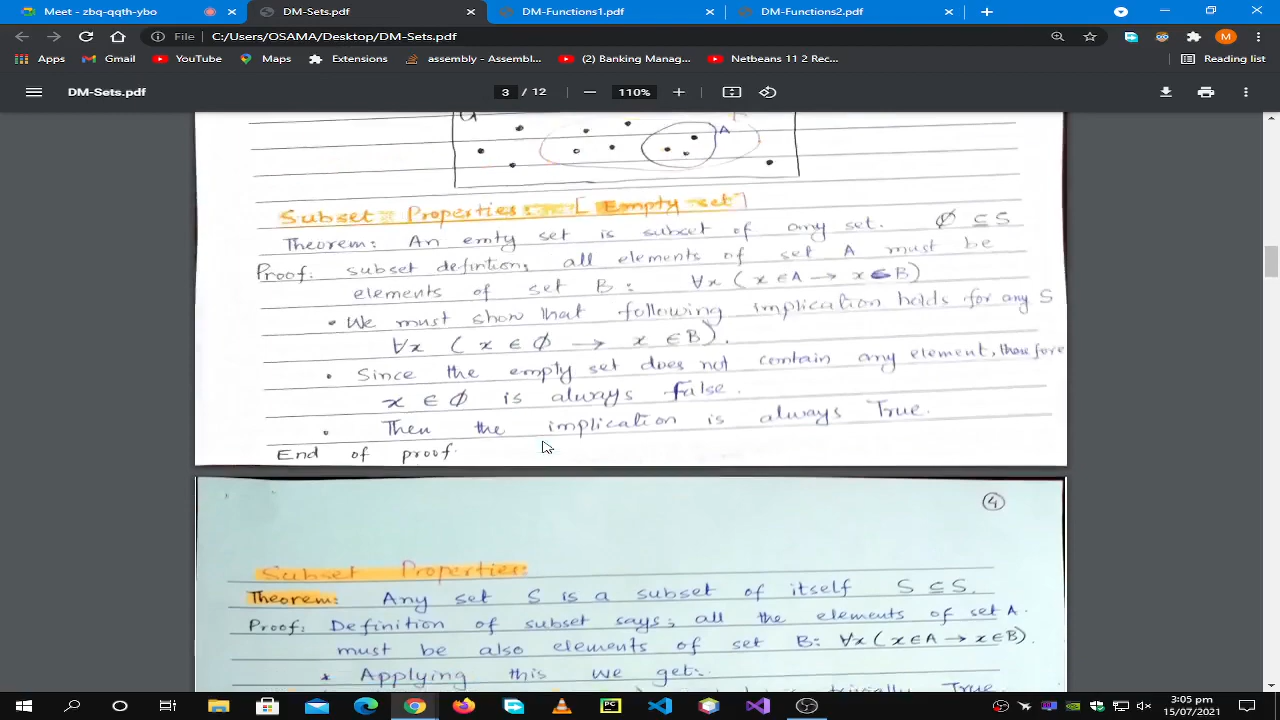 Meet - zbq-qqth-ybo
DM-Sets.pdf
DM-Functions1.pdf
DM-Functions2.pdf
File
C:/Users/OSAMA/Desktop/DM-Sets.pdf
M
Apps
Gmail
YouTube
Maps
Extensions
assembly - Assembl...
(2) Banking Manag...
Netbeans 11 2 Rec...
Reading list
DM-Sets.pdf
3 / 12
110%
U
A
Subset Properties: [Empty set]
Theorem: An emty set is subset of any set. ∅ ⊆ S
Proof: subset defintion, all elements of set A must be
elements of set B: ∀x (x ∈ A → x ∈ B)
• We must show that following implication holds for any S
∀x (x ∈ ∅ → x ∈ B).
• Since the empty set does not contain any element, therefore
x ∈ ∅ is always false.
• Then the implication is always True.
End of proof.
4
Subset Properties:
Theorem: Any set S is a subset of itself S ⊆ S.
Proof: Definition of subset says; all the elements of set A.
must be also elements of set B: ∀x (x ∈ A → x ∈ B).
* Applying this we get:
trivially True
3:05 pm
15/07/2021